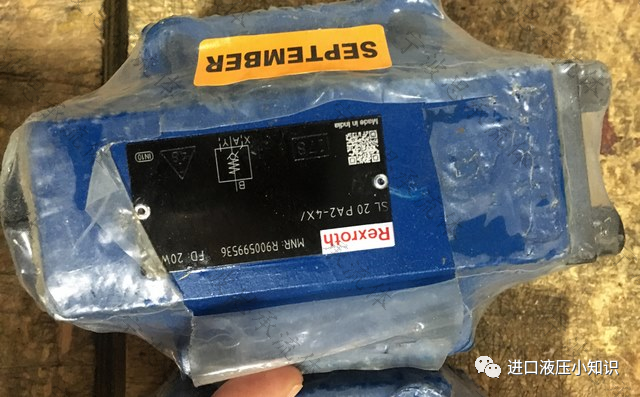 SEPTEMBER
Rexroth
SL 20 PA2-4X/
MNR: R900599536
FD 20W
Made in India
B
X A Y
IN10
进口液压小知识